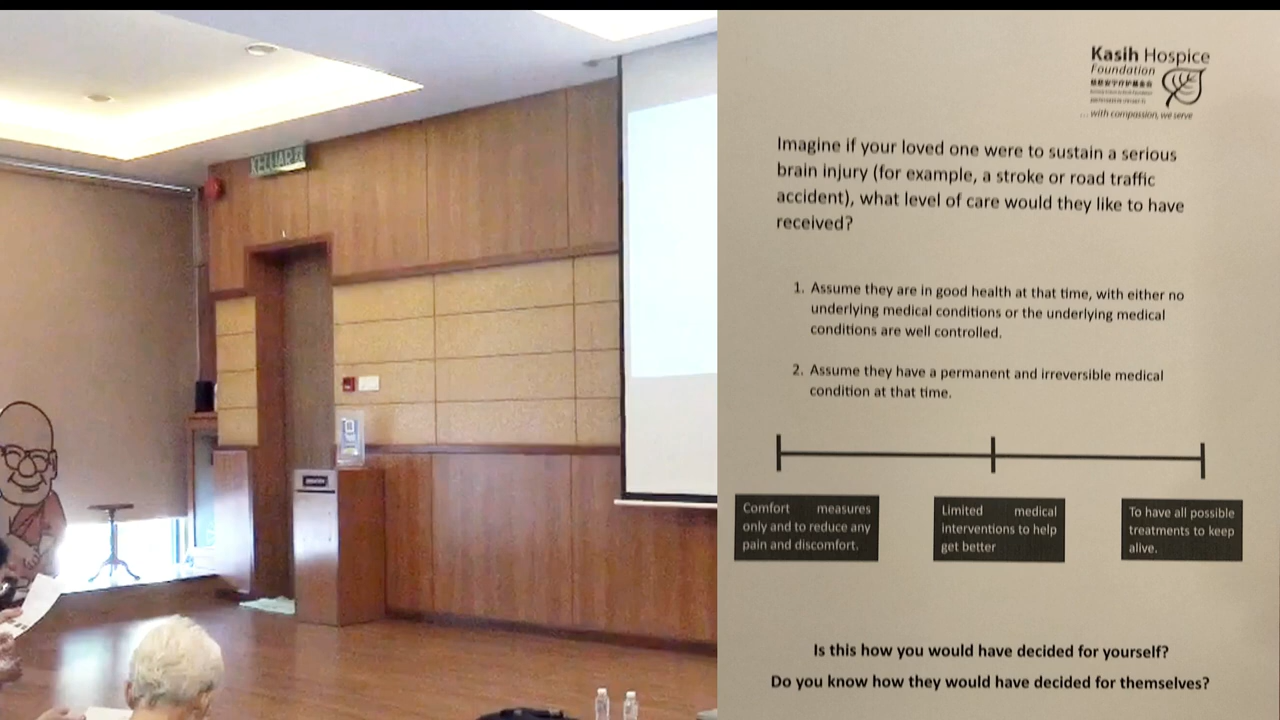 KELUAR
Kasih Hospice
Foundation
... with compassion, we serve
Imagine if your loved one were to sustain a serious
brain injury (for example, a stroke or road traffic
accident), what level of care would they like to have
received?
1. Assume they are in good health at that time, with either no
underlying medical conditions or the underlying medical
conditions are well controlled.
2. Assume they have a permanent and irreversible medical
condition at that time.
Comfort measures
only and to reduce any
pain and discomfort.
Limited medical
interventions to help
get better
To have all possible
treatments to keep
alive.
Is this how you would have decided for yourself?
Do you know how they would have decided for themselves?